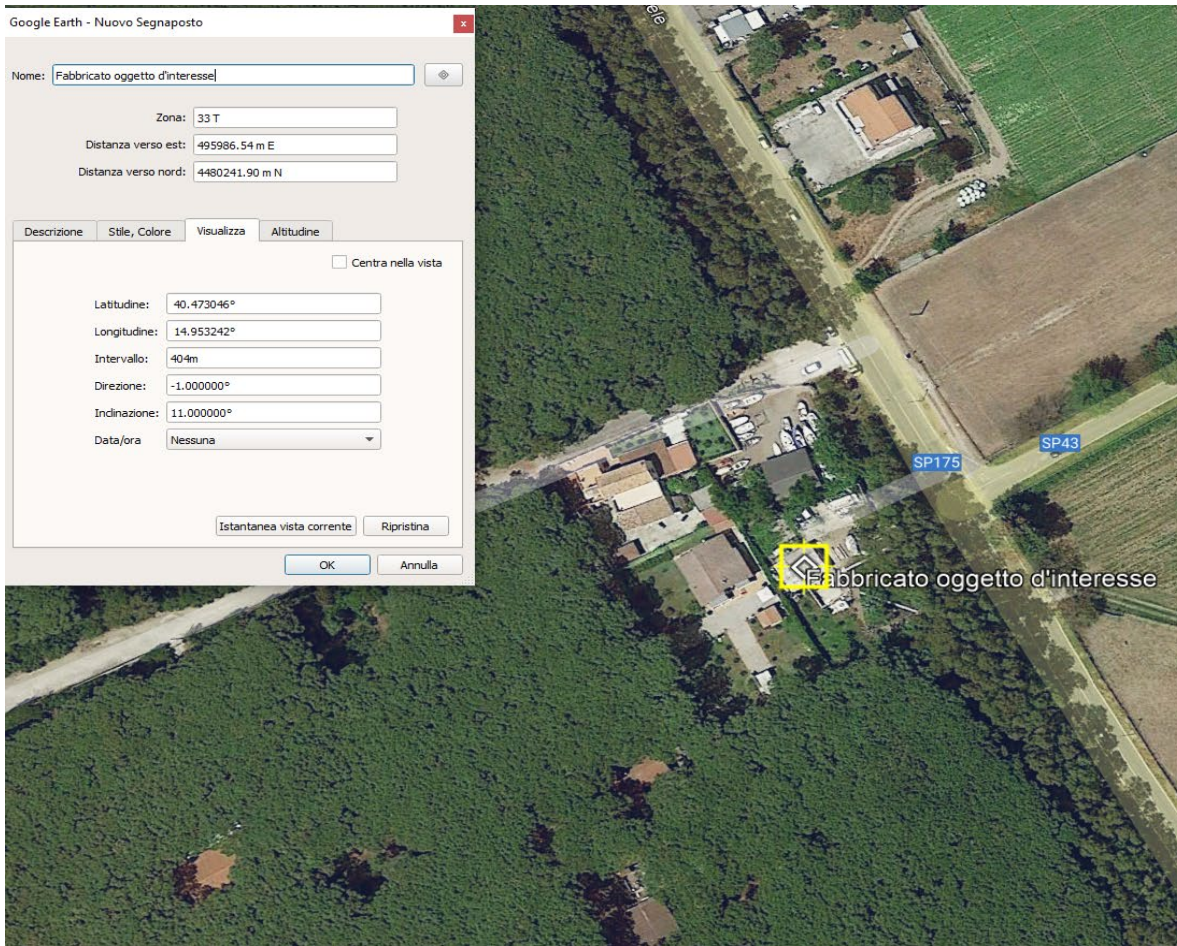 Google Earth - Nuovo Segnaposto
x
Nome: Fabbricato oggetto d'interesse
Zona: 33 T
Distanza verso est: 495986.54 m E
Distanza verso nord: 4480241.90 m N
Descrizione Stile, Colore Visualizza Altitudine
Centra nella vista
Latitudine: 40.473046°
Longitudine: 14.953242°
Intervallo: 404m
Direzione: -1.000000°
Inclinazione: 11.000000°
Data/ora Nessuna
Istantanea vista corrente Ripristina
OK Annulla
SP43
SP175
Fabbricato oggetto d'interesse